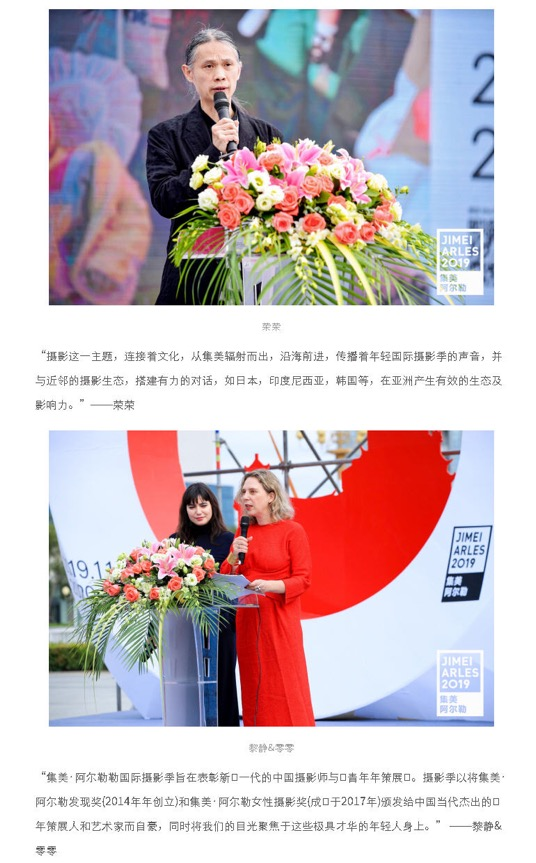 2
2
JIMEI
ARLES
2019
集美
阿尔勒
荣荣
“摄影这一主题，连接着文化，从集美辐射而出，沿海前进，传播着年轻国际摄影季的声音，并
与近邻的摄影生态，搭建有力的对话，如日本，印度尼西亚，韩国等，在亚洲产生有效的生态及
影响力。”——荣荣
19.11
JIMEI
ARLES
2019
集美
阿尔勒
JIMEI
ARLES
2019
集美
阿尔勒
黎静&零零
“集美·阿尔勒勒国际摄影季旨在表彰新□一代的中国摄影师与□青年年策展□。摄影季以将集美·
阿尔勒发现奖(2014年年创立)和集美·阿尔勒女性摄影奖(成□于2017年)颁发给中国当代杰出的□
年策展人和艺术家而自豪，同时将我们的目光聚焦于这些极具才华的年轻人身上。” ——黎静&
零零